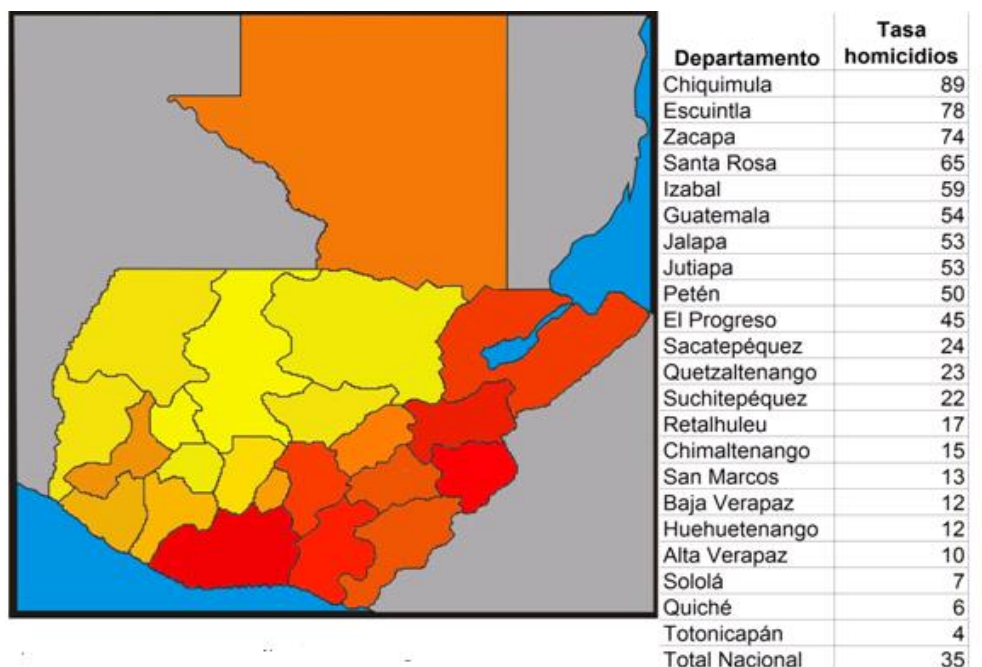 Tasa
Departamento homicidios
Chiquimula 89
Escuintla 78
Zacapa 74
Santa Rosa 65
Izabal 59
Guatemala 54
Jalapa 53
Jutiapa 53
Petén 50
El Progreso 45
Sacatepéquez 24
Quetzaltenango 23
Suchitepéquez 22
Retalhuleu 17
Chimaltenango 15
San Marcos 13
Baja Verapaz 12
Huehuetenango 12
Alta Verapaz 10
Sololá 7
Quiché 6
Totonicapán 4
Total Nacional 35